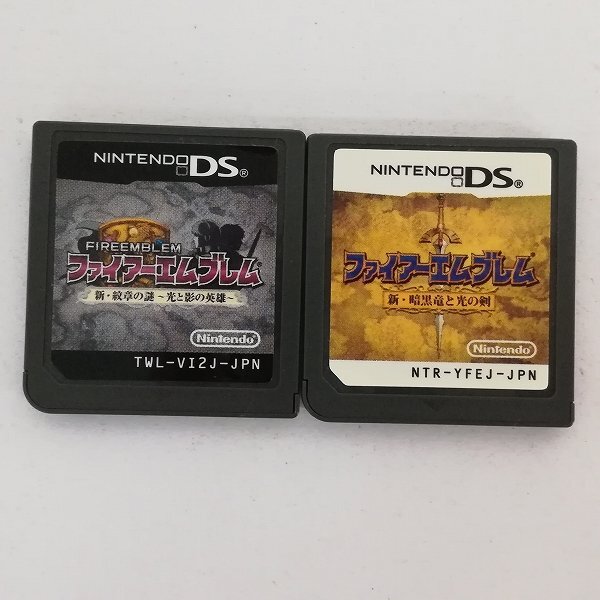 NINTENDO DS®
FIREEMBLEM
ファイアーエムブレム
新・紋章の謎 ～光と影の英雄～
Nintendo
TWL-VI2J-JPN
NINTENDO DS®
ファイアーエムブレム
新・暗黒竜と光の剣
Nintendo
NTR-YFEJ-JPN